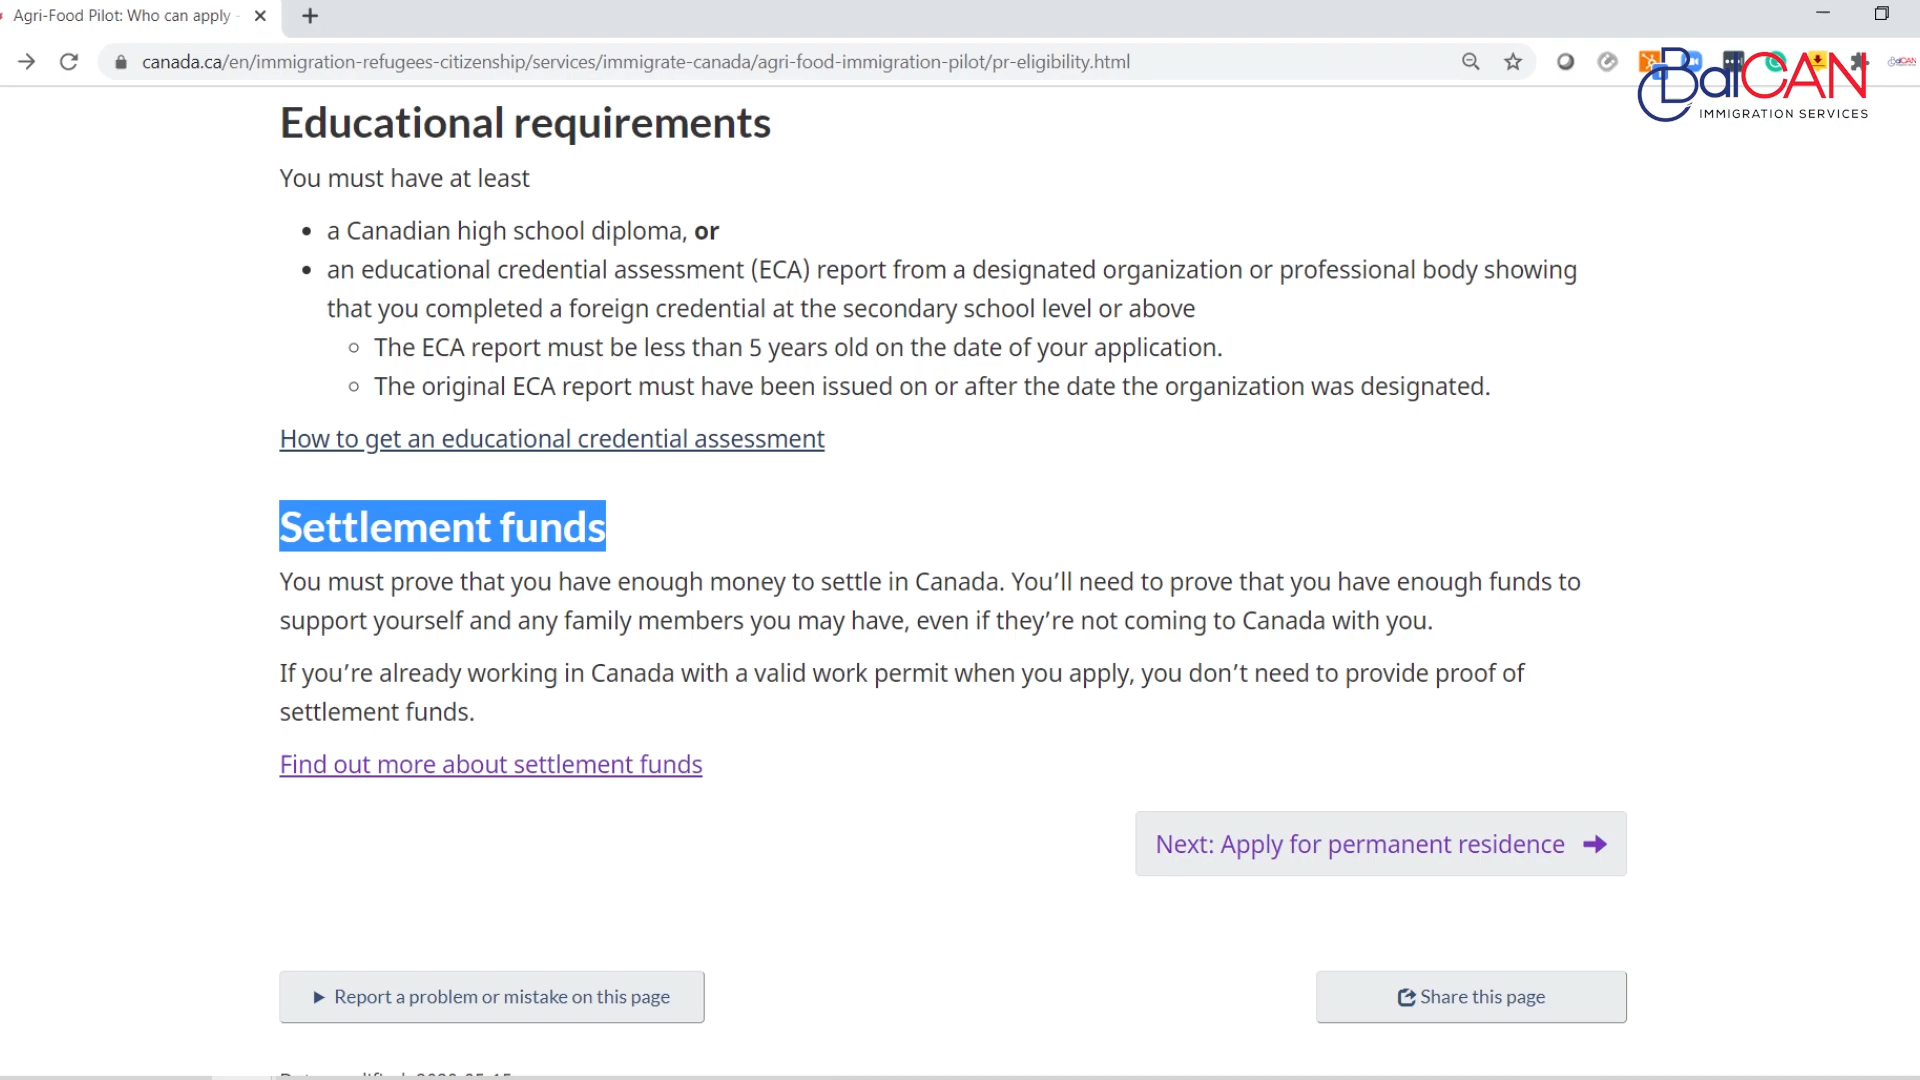 Agri-Food Pilot: Who can apply
canada.ca/en/immigration-refugees-citizenship/services/immigrate-canada/agri-food-immigration-pilot/pr-eligibility.html
BalCAN
IMMIGRATION SERVICES
Educational requirements
You must have at least
• a Canadian high school diploma, or
• an educational credential assessment (ECA) report from a designated organization or professional body showing
that you completed a foreign credential at the secondary school level or above
◦ The ECA report must be less than 5 years old on the date of your application.
◦ The original ECA report must have been issued on or after the date the organization was designated.
How to get an educational credential assessment
Settlement funds
You must prove that you have enough money to settle in Canada. You’ll need to prove that you have enough funds to
support yourself and any family members you may have, even if they’re not coming to Canada with you.
If you’re already working in Canada with a valid work permit when you apply, you don’t need to provide proof of
settlement funds.
Find out more about settlement funds
Next: Apply for permanent residence
Report a problem or mistake on this page
Share this page